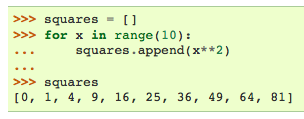 >>> squares = []
>>> for x in range(10):
...     squares.append(x**2)
...
>>> squares
[0, 1, 4, 9, 16, 25, 36, 49, 64, 81]